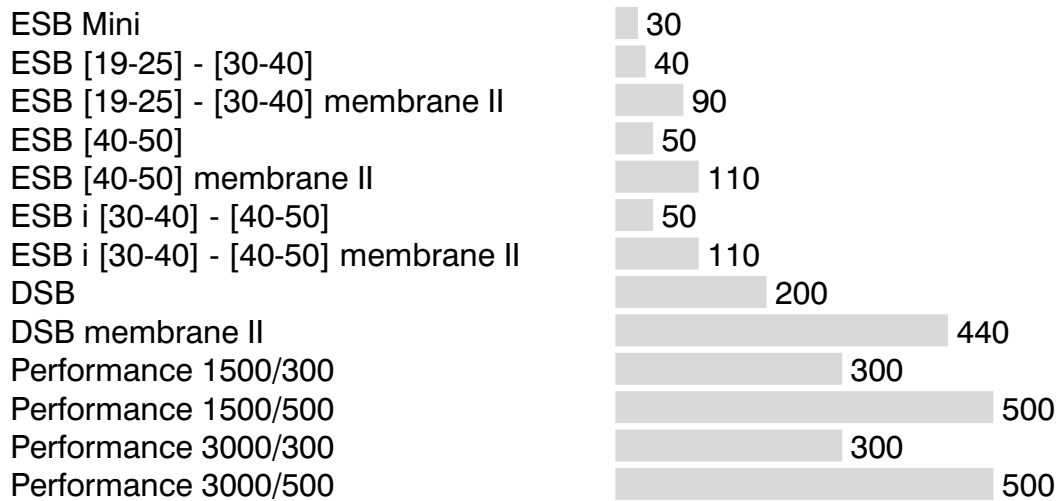 ESB Mini 30
ESB [19-25] - [30-40] 40
ESB [19-25] - [30-40] membrane II 90
ESB [40-50] 50
ESB [40-50] membrane II 110
ESB i [30-40] - [40-50] 50
ESB i [30-40] - [40-50] membrane II 110
DSB 200
DSB membrane II 440
Performance 1500/300 300
Performance 1500/500 500
Performance 3000/300 300
Performance 3000/500 500